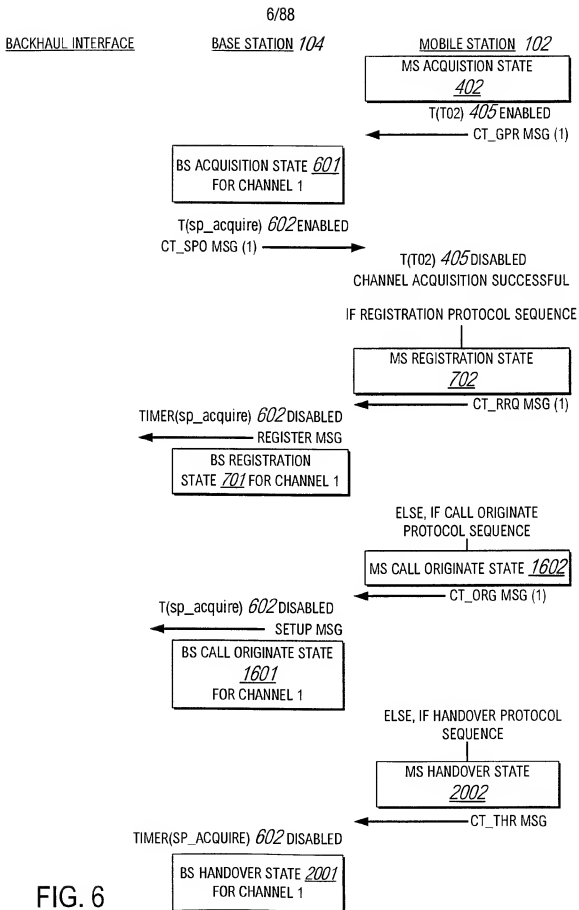 6/88
BACKHAUL INTERFACE BASE STATION 104 MOBILE STATION 102
MS ACQUISTION STATE
402
T(T02) 405 ENABLED
CT_GPR MSG (1)
BS ACQUISITION STATE 601
FOR CHANNEL 1
T(sp_acquire) 602 ENABLED
CT_SPO MSG (1)
T(T02) 405 DISABLED
CHANNEL ACQUISITION SUCCESSFUL
IF REGISTRATION PROTOCOL SEQUENCE
MS REGISTRATION STATE
702
CT_RRQ MSG (1)
TIMER(sp_acquire) 602 DISABLED
REGISTER MSG
BS REGISTRATION
STATE 701 FOR CHANNEL 1
ELSE, IF CALL ORIGINATE
PROTOCOL SEQUENCE
MS CALL ORIGINATE STATE 1602
CT_ORG MSG (1)
T(sp_acquire) 602 DISABLED
SETUP MSG
BS CALL ORIGINATE STATE
1601
FOR CHANNEL 1
ELSE, IF HANDOVER PROTOCOL
SEQUENCE
MS HANDOVER STATE
2002
CT_THR MSG
TIMER(SP_ACQUIRE) 602 DISABLED
BS HANDOVER STATE 2001
FOR CHANNEL 1
FIG. 6